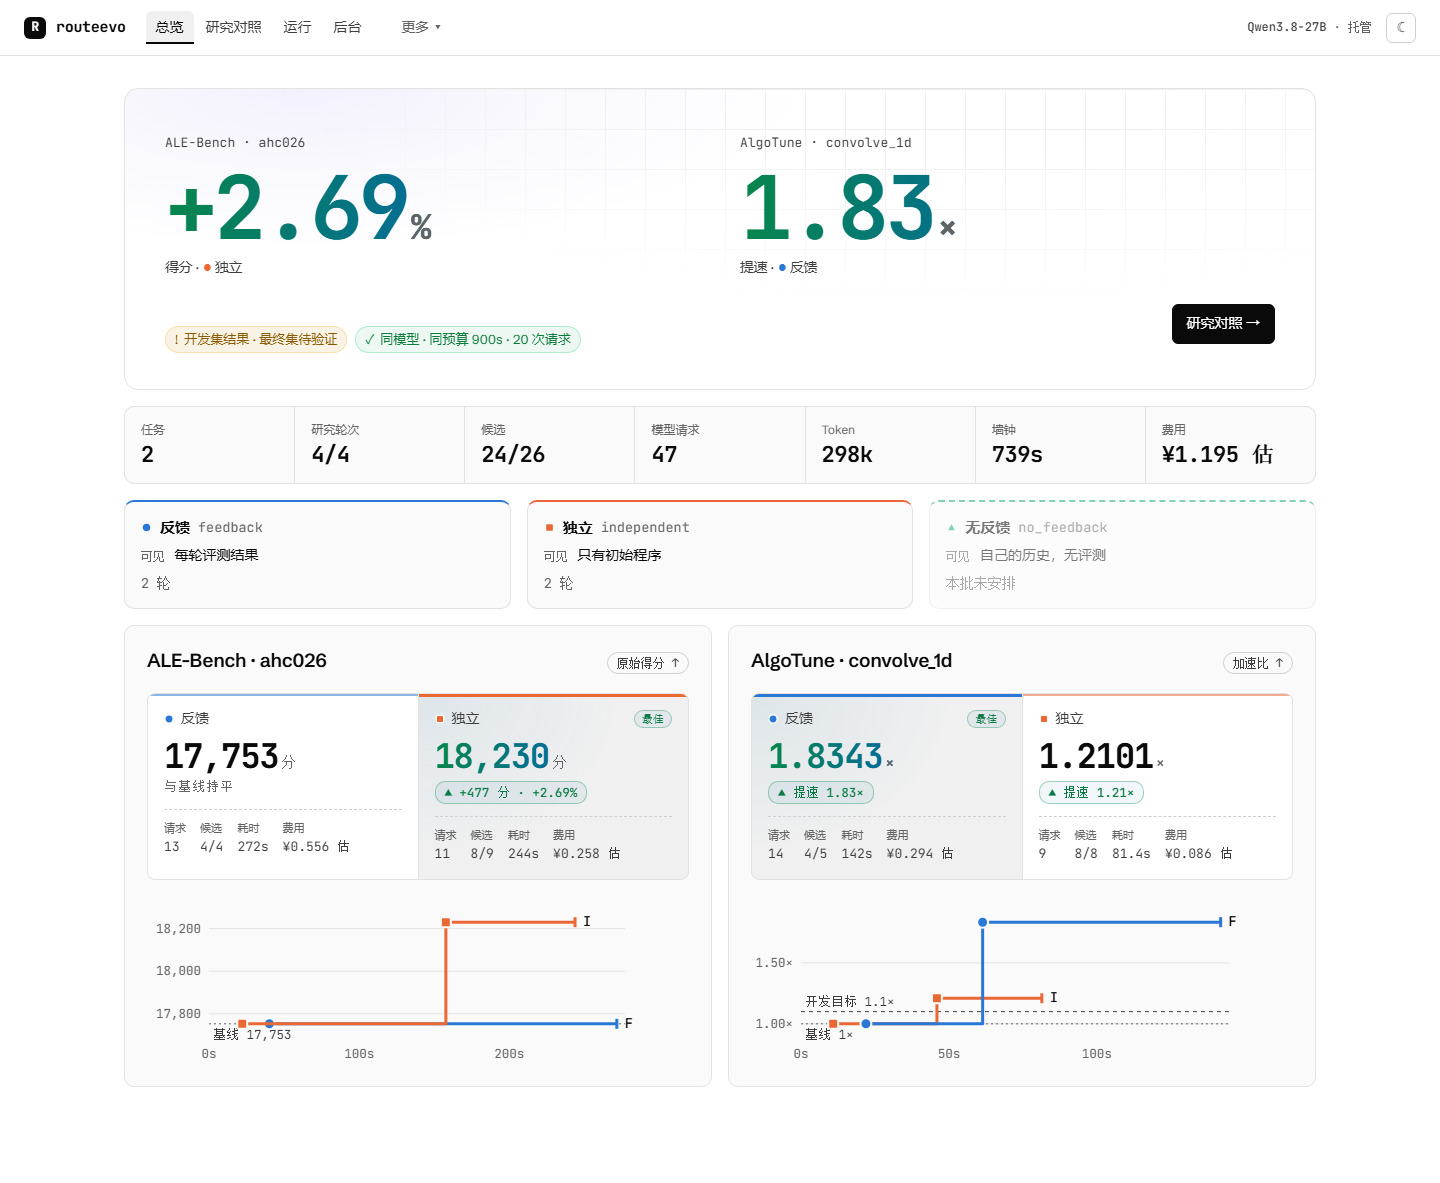 R routeevo 总览 研究对照 运行 后台 更多 ▾ Qwen3.8-27B · 托管 ☾
ALE-Bench · ahc026
+2.69%
得分 · 独立
AlgoTune · convolve_1d
1.83×
提速 · 反馈
! 开发集结果 · 最终集待验证 ✓ 同模型 · 同预算 900s · 20 次请求
研究对照 →
任务
2
研究轮次
4/4
候选
24/26
模型请求
47
Token
298k
墙钟
739s
费用
¥1.195 估
反馈 feedback
可见 每轮评测结果
2 轮
独立 independent
可见 只有初始程序
2 轮
▲ 无反馈 no_feedback
可见 自己的历史，无评测
本批未安排
ALE-Bench · ahc026 原始得分 ↑
反馈
17,753分
与基线持平
请求 候选 耗时 费用
13 4/4 272s ¥0.556 估
独立 最佳
18,230分
▲ +477 分 · +2.69%
请求 候选 耗时 费用
11 8/9 244s ¥0.258 估
18,200
18,000
17,800
I
F
基线 17,753
0s 100s 200s
AlgoTune · convolve_1d 加速比 ↑
反馈 最佳
1.8343×
▲ 提速 1.83×
请求 候选 耗时 费用
14 4/5 142s ¥0.294 估
独立
1.2101×
▲ 提速 1.21×
请求 候选 耗时 费用
9 8/8 81.4s ¥0.086 估
F
1.50×
I
开发目标 1.1×
1.00×
基线 1×
0s 50s 100s